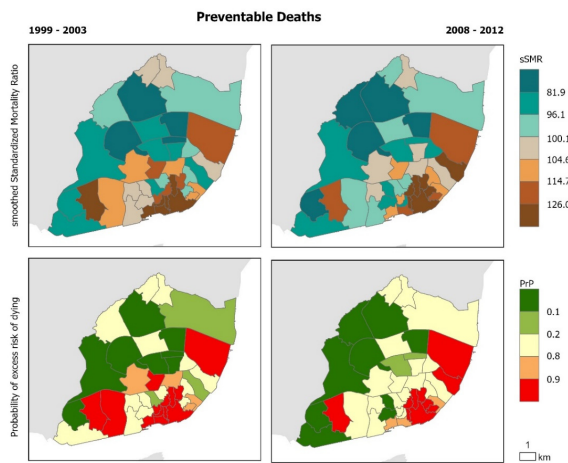 Preventable Deaths
1999 - 2003
2008 - 2012
smoothed Standardized Mortality Ratio
sSMR
81.9
96.1
100.1
104.6
114.7
126.0
Probability of excess risk of dying
PrP
0.1
0.2
0.8
0.9
1
km